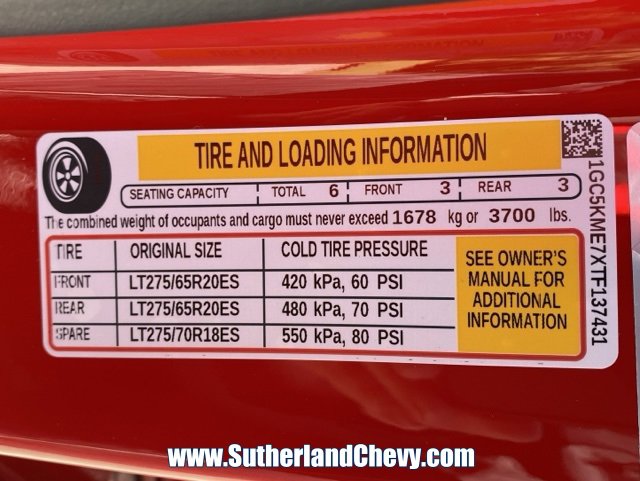 TIRE AND LOADING INFORMATION
SEATING CAPACITY TOTAL 6 FRONT 3 REAR 3
The combined weight of occupants and cargo must never exceed 1678 kg or 3700 lbs.
TIRE ORIGINAL SIZE COLD TIRE PRESSURE
FRONT LT275/65R20ES 420 kPa, 60 PSI
REAR LT275/65R20ES 480 kPa, 70 PSI
SPARE LT275/70R18ES 550 kPa, 80 PSI
SEE OWNER'S
MANUAL FOR
ADDITIONAL
INFORMATION
1GC5KME7XTF137431
www.SutherlandChevy.com